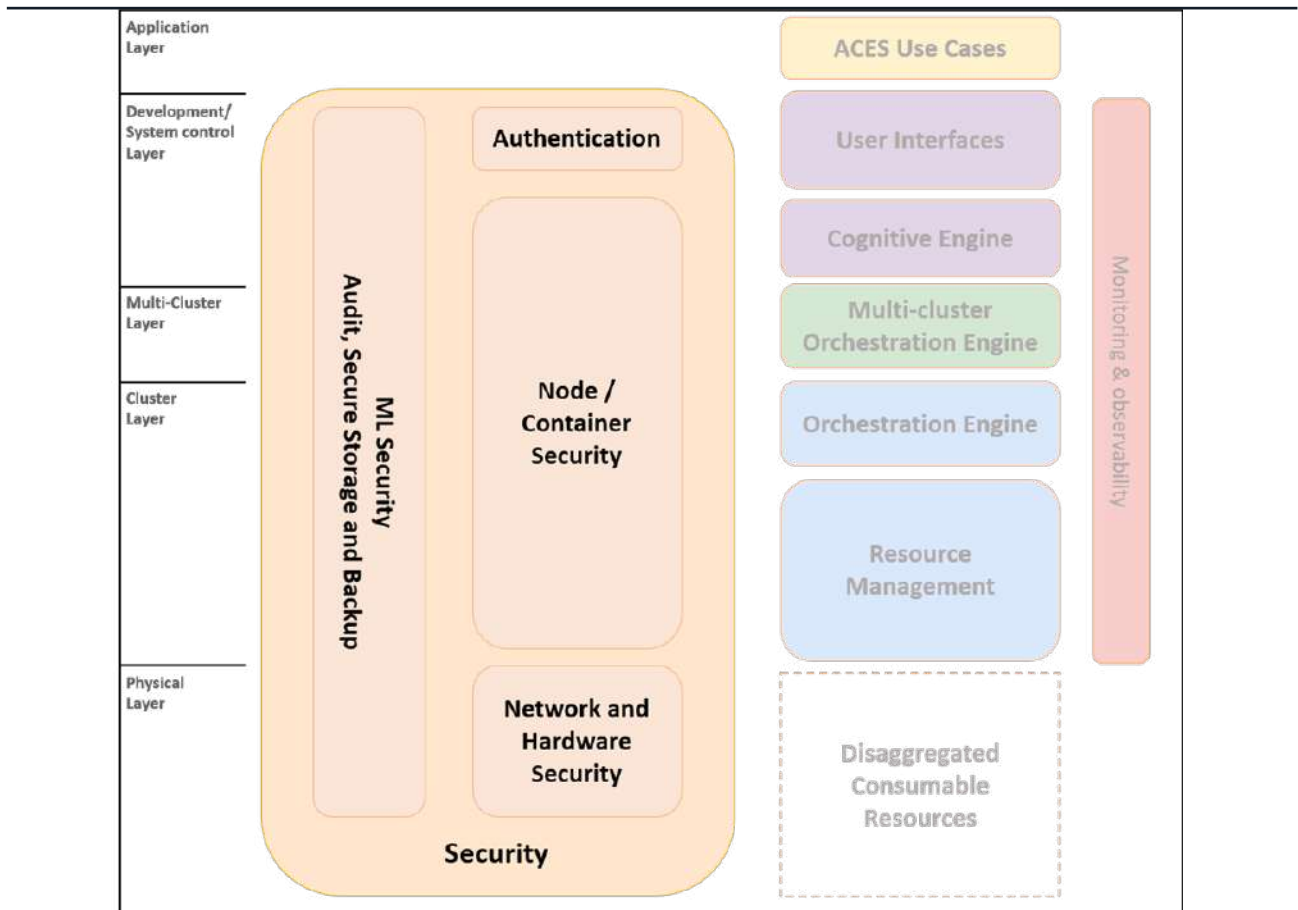 Application
Layer
ACES Use Cases
Development/
System control
Layer
Authentication
User Interfaces
Cognitive Engine
Multi-Cluster
Layer
Multi-cluster
Orchestration Engine
Cluster
Layer
ML Security
Audit, Secure Storage and Backup
Node /
Container
Security
Orchestration Engine
Resource
Management
Monitoring & observability
Physical
Layer
Network and
Hardware
Security
Disaggregated
Consumable
Resources
Security